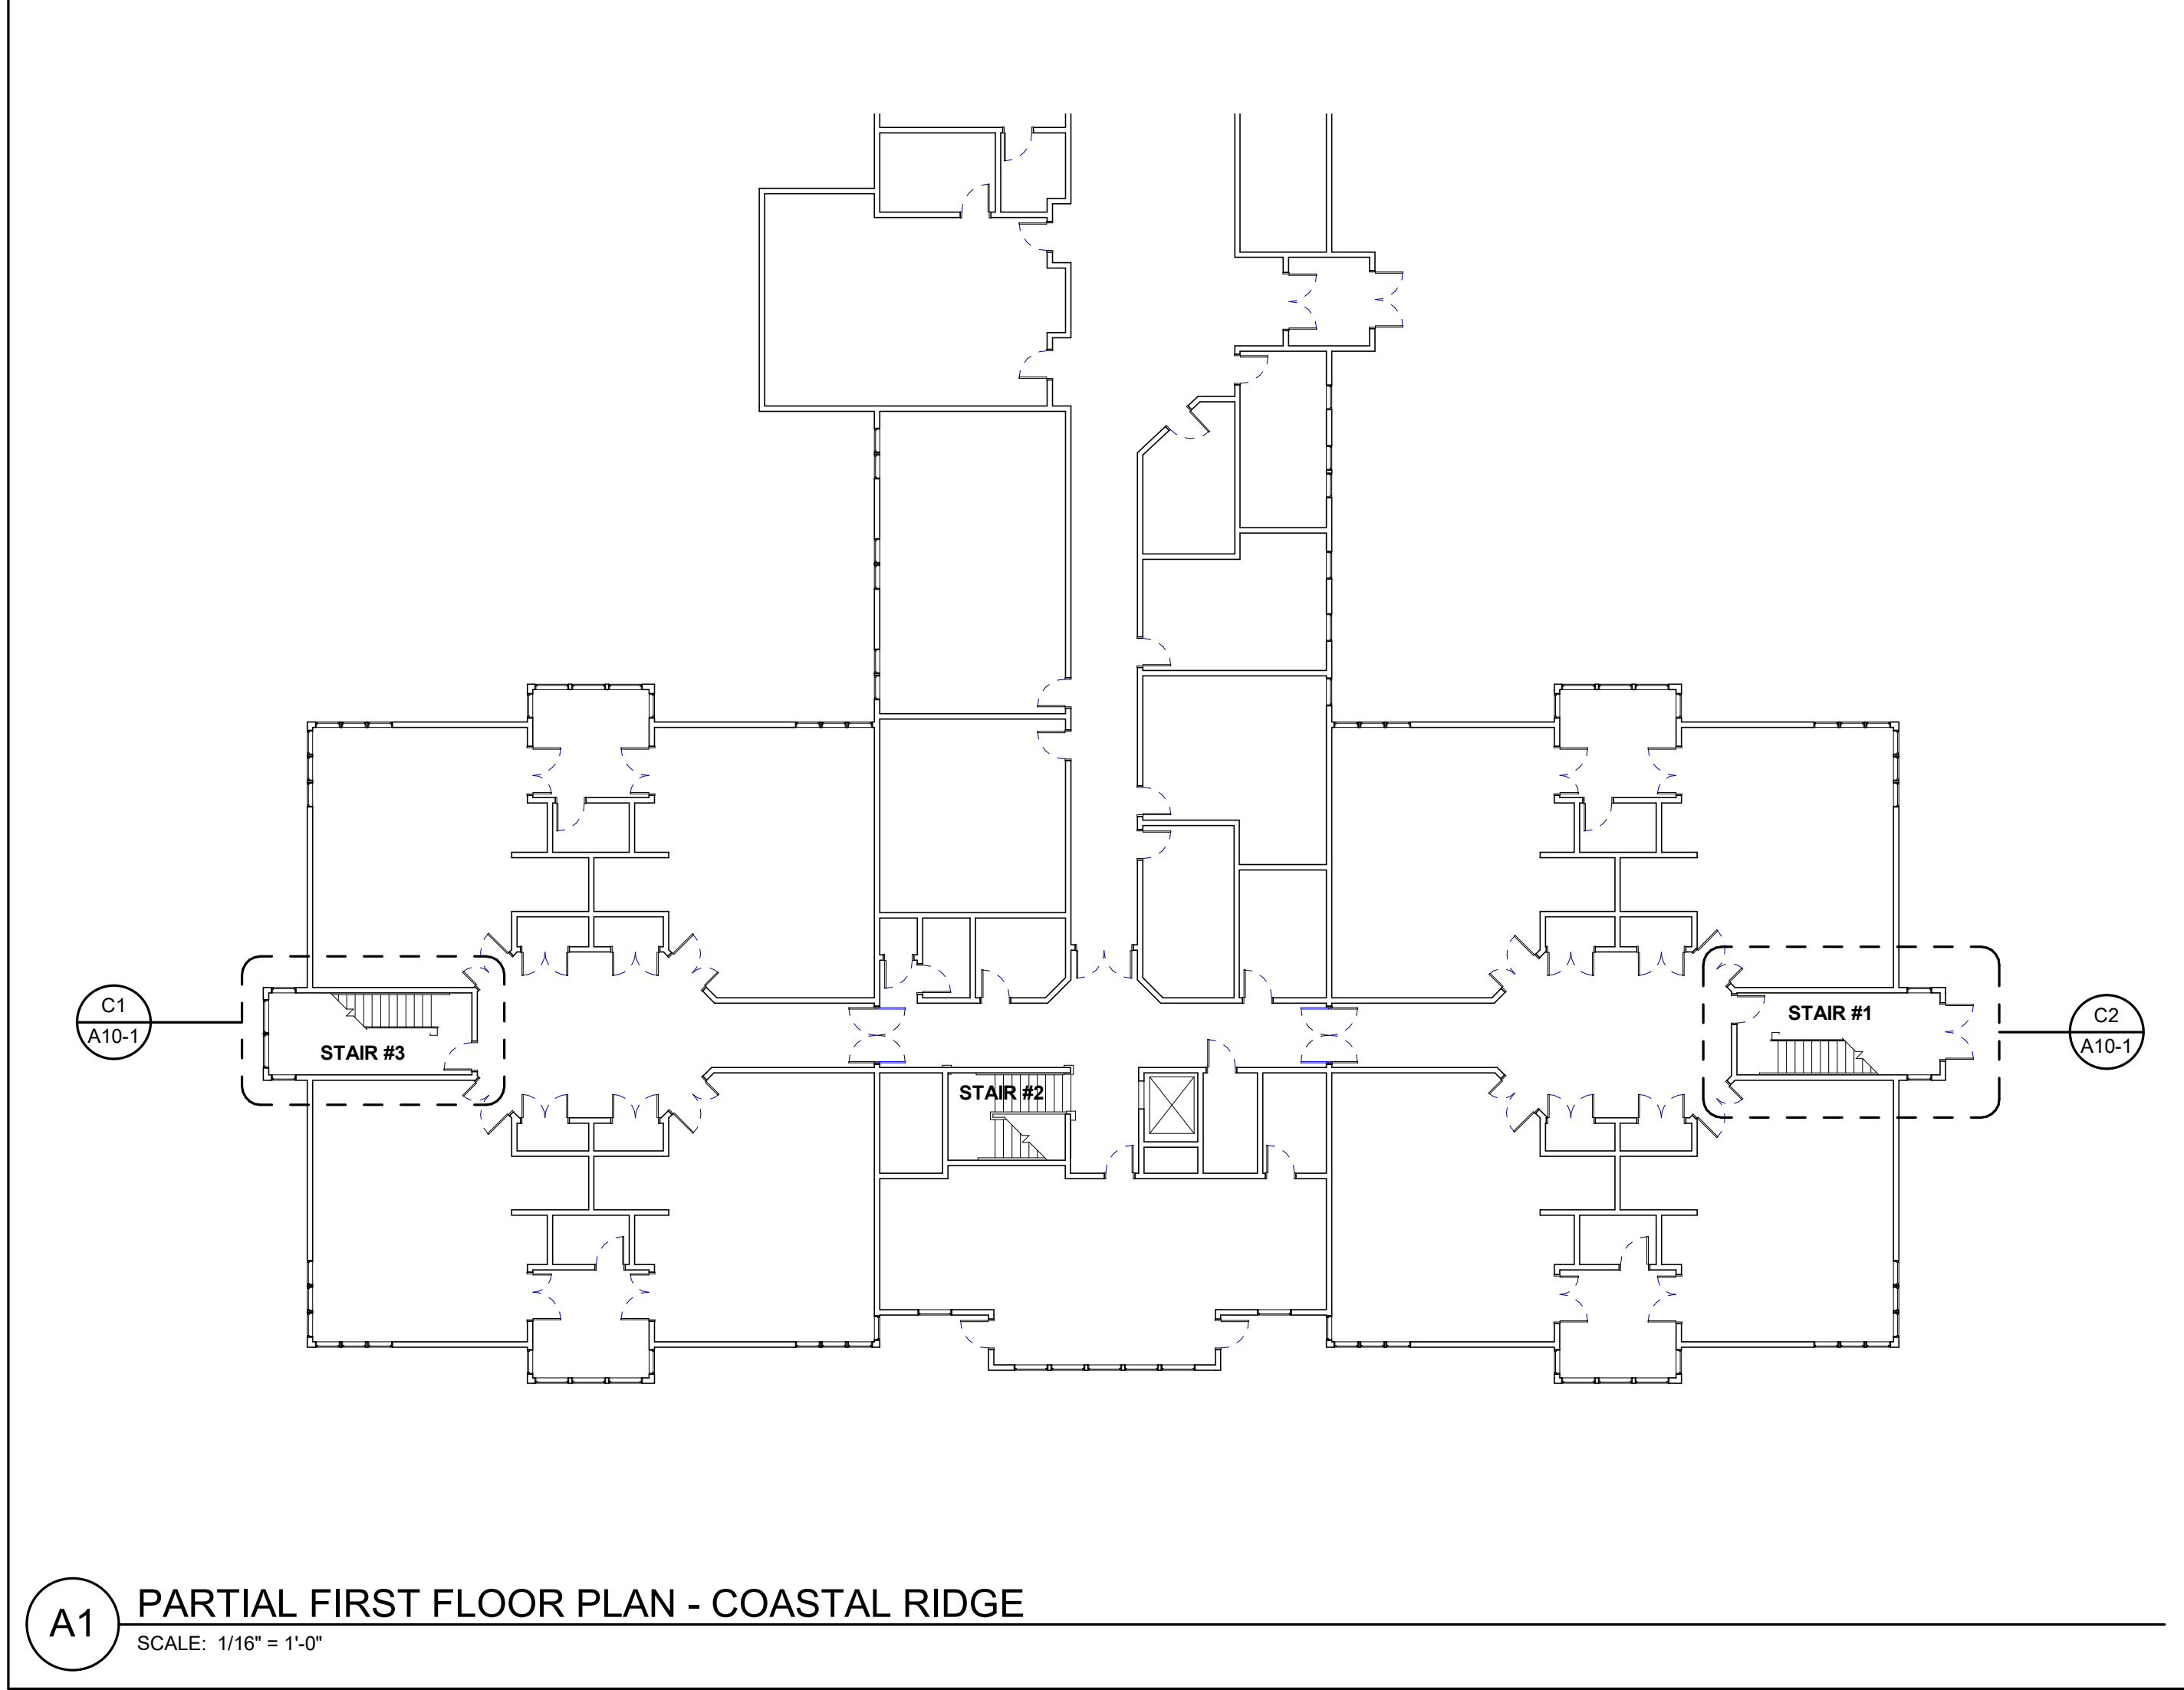 C1
A10-1
STAIR #3
STAIR #2
STAIR #1
C2
A10-1
A1
PARTIAL FIRST FLOOR PLAN - COASTAL RIDGE
SCALE: 1/16" = 1'-0"